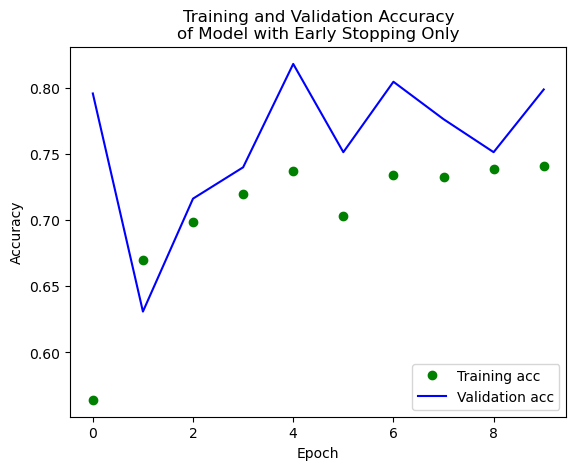 Training and Validation Accuracy
of Model with Early Stopping Only
0.80
0.75
0.70
0.65
0.60
Accuracy
Training acc
Validation acc
0 2 4 6 8
Epoch